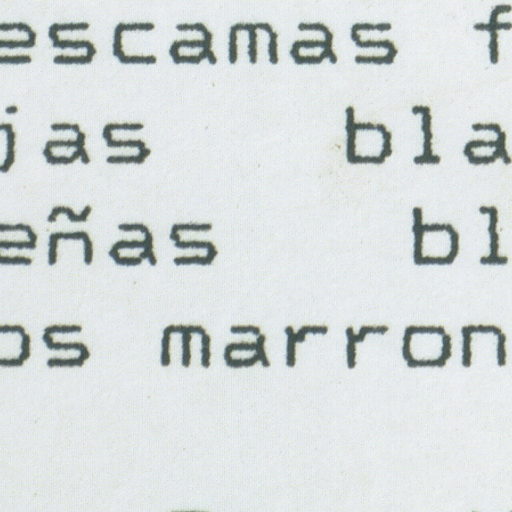 escamas f
jas bla
eñas bl
os marron